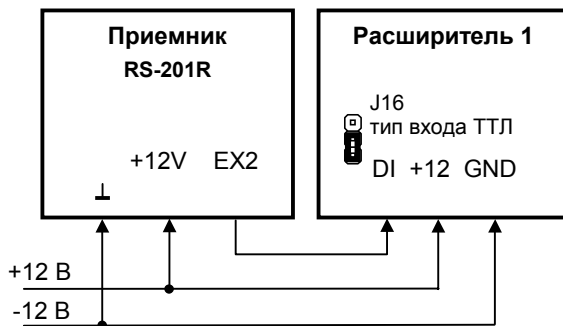 Приемник
RS-201R
+12V EX2
Расширитель 1
J16
тип входа ТТЛ
DI +12 GND
+12 В
-12 В